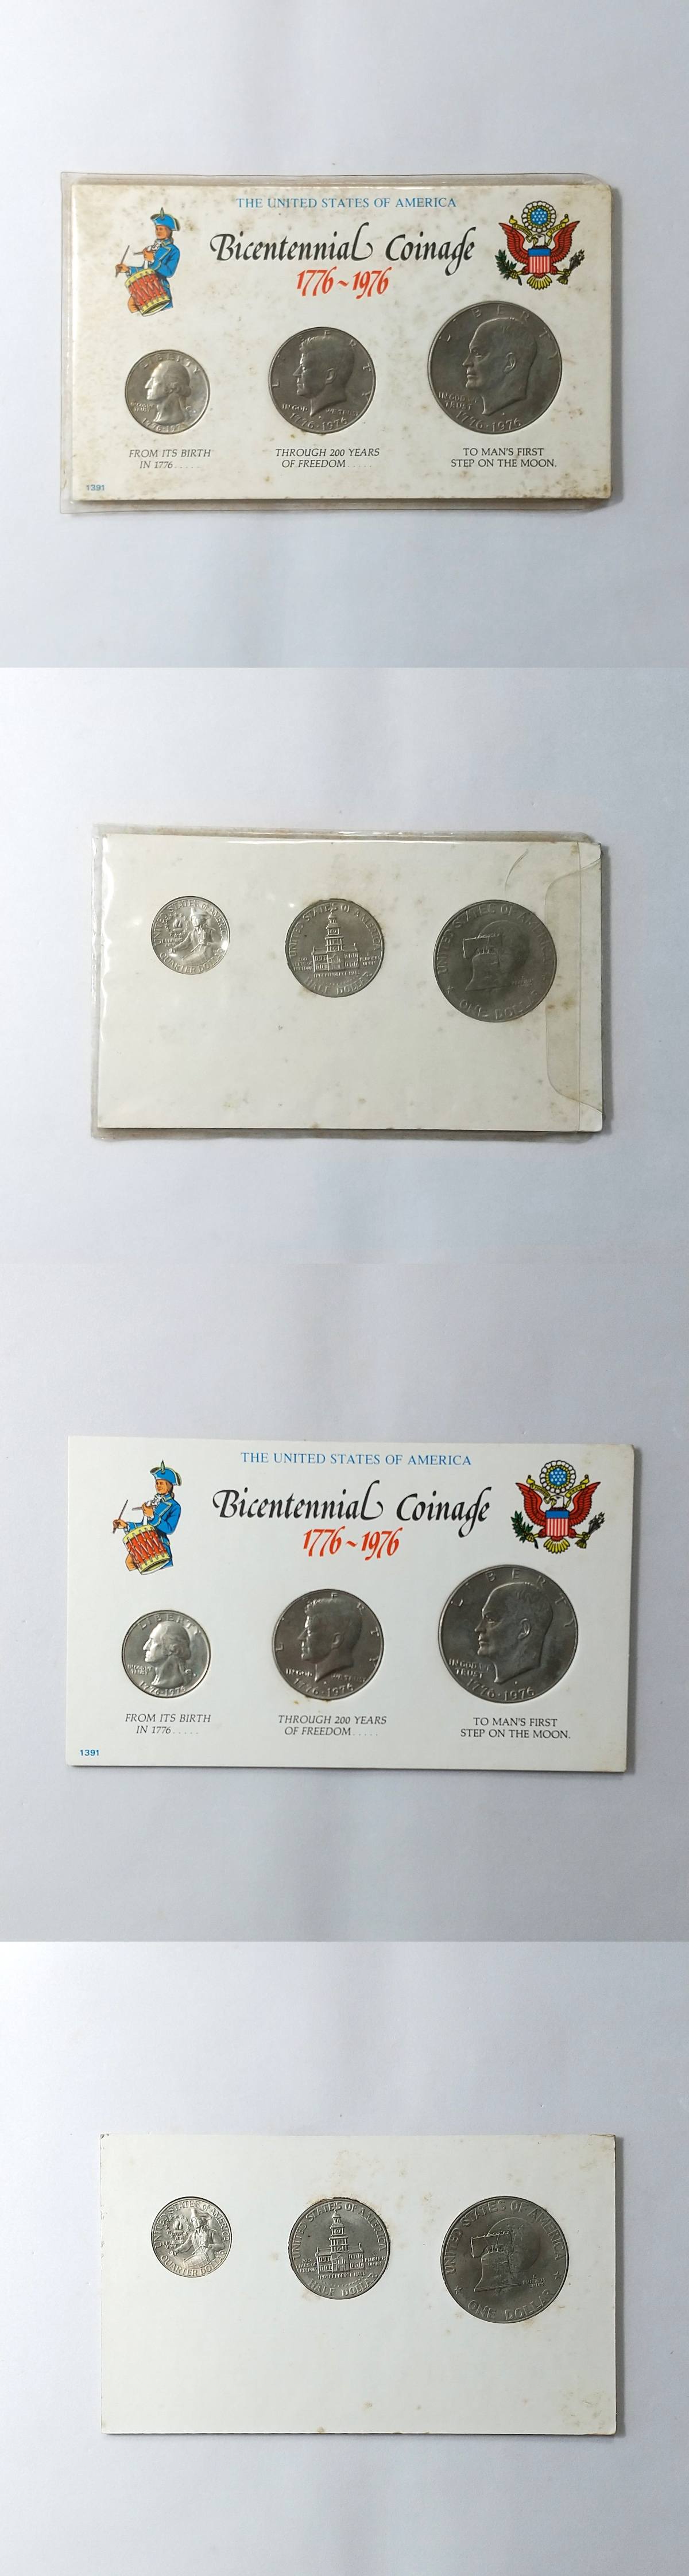 THE UNITED STATES OF AMERICA
Bicentennial Coinage
1776~1976
LIBERTY
LIBERTY
IN GOD WE TRUST
1776·1976
LIBERTY
IN GOD WE
TRUST
1776·1976
FROM ITS BIRTH
IN 1776.....
THROUGH 200 YEARS
OF FREEDOM.....
TO MAN'S FIRST
STEP ON THE MOON.
1391
UNITED STATES OF AMERICA
QUARTER DOLLAR
UNITED STATES OF AMERICA
HALF DOLLAR
UNITED STATES OF AMERICA
ONE DOLLAR
THE UNITED STATES OF AMERICA
Bicentennial Coinage
1776~1976
LIBERTY
1776·1976
LIBERTY
IN GOD WE TRUST
1776·1976
LIBERTY
IN GOD WE
TRUST
1776·1976
FROM ITS BIRTH
IN 1776.....
THROUGH 200 YEARS
OF FREEDOM.....
TO MAN'S FIRST
STEP ON THE MOON.
1391
UNITED STATES OF AMERICA
QUARTER DOLLAR
UNITED STATES OF AMERICA
INDEPENDENCE HALL
HALF DOLLAR
UNITED STATES OF AMERICA
ONE DOLLAR